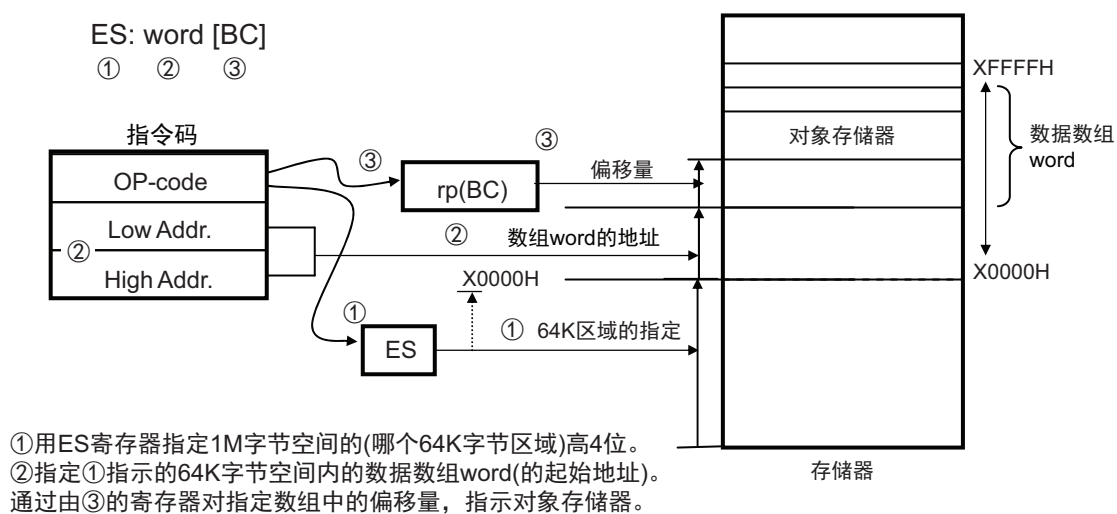 ES: word [BC]
① ② ③
XFFFFH
指令码
③
数据数组
word
对象存储器
③
偏移量
OP-code
rp(BC)
Low Addr.
②
②
数组word的地址
High Addr.
X0000H
X0000H
①
① 64K区域的指定
ES
①用ES寄存器指定1M字节空间的(哪个64K字节区域)高4位。
存储器
②指定①指示的64K字节空间内的数据数组word(的起始地址)。
通过由③的寄存器对指定数组中的偏移量，指示对象存储器。